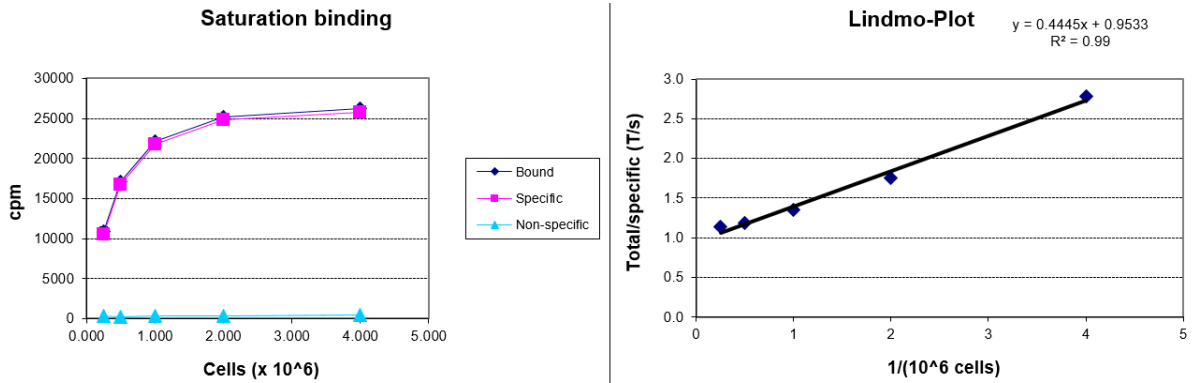 Saturation binding
30000
25000
20000
15000
10000
5000
0
cpm
0.000 1.000 2.000 3.000 4.000 5.000
Cells (x 10^6)
Bound
Specific
Non-specific
Lindmo-Plot
y = 0.4445x + 0.9533
R² = 0.99
3.0
2.5
2.0
1.5
1.0
0.5
0.0
Total/specific (T/s)
0 1 2 3 4 5
1/(10^6 cells)